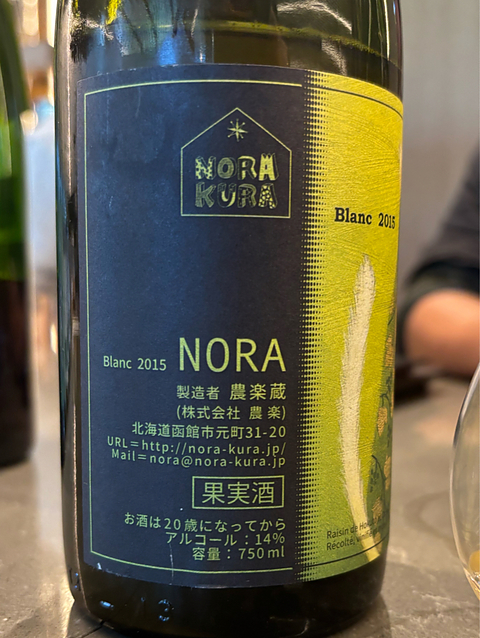 NORA
KURA
Blanc 2015 NORA
製造者 農楽蔵
(株式会社 農楽)
北海道函館市元町31-20
URL=http://nora-kura.jp/
Mail=nora@nora-kura.jp
果実酒
お酒は20歳になってから
アルコール:14%
容量:750ml
Blanc 2015
Raisin de
Récolté,